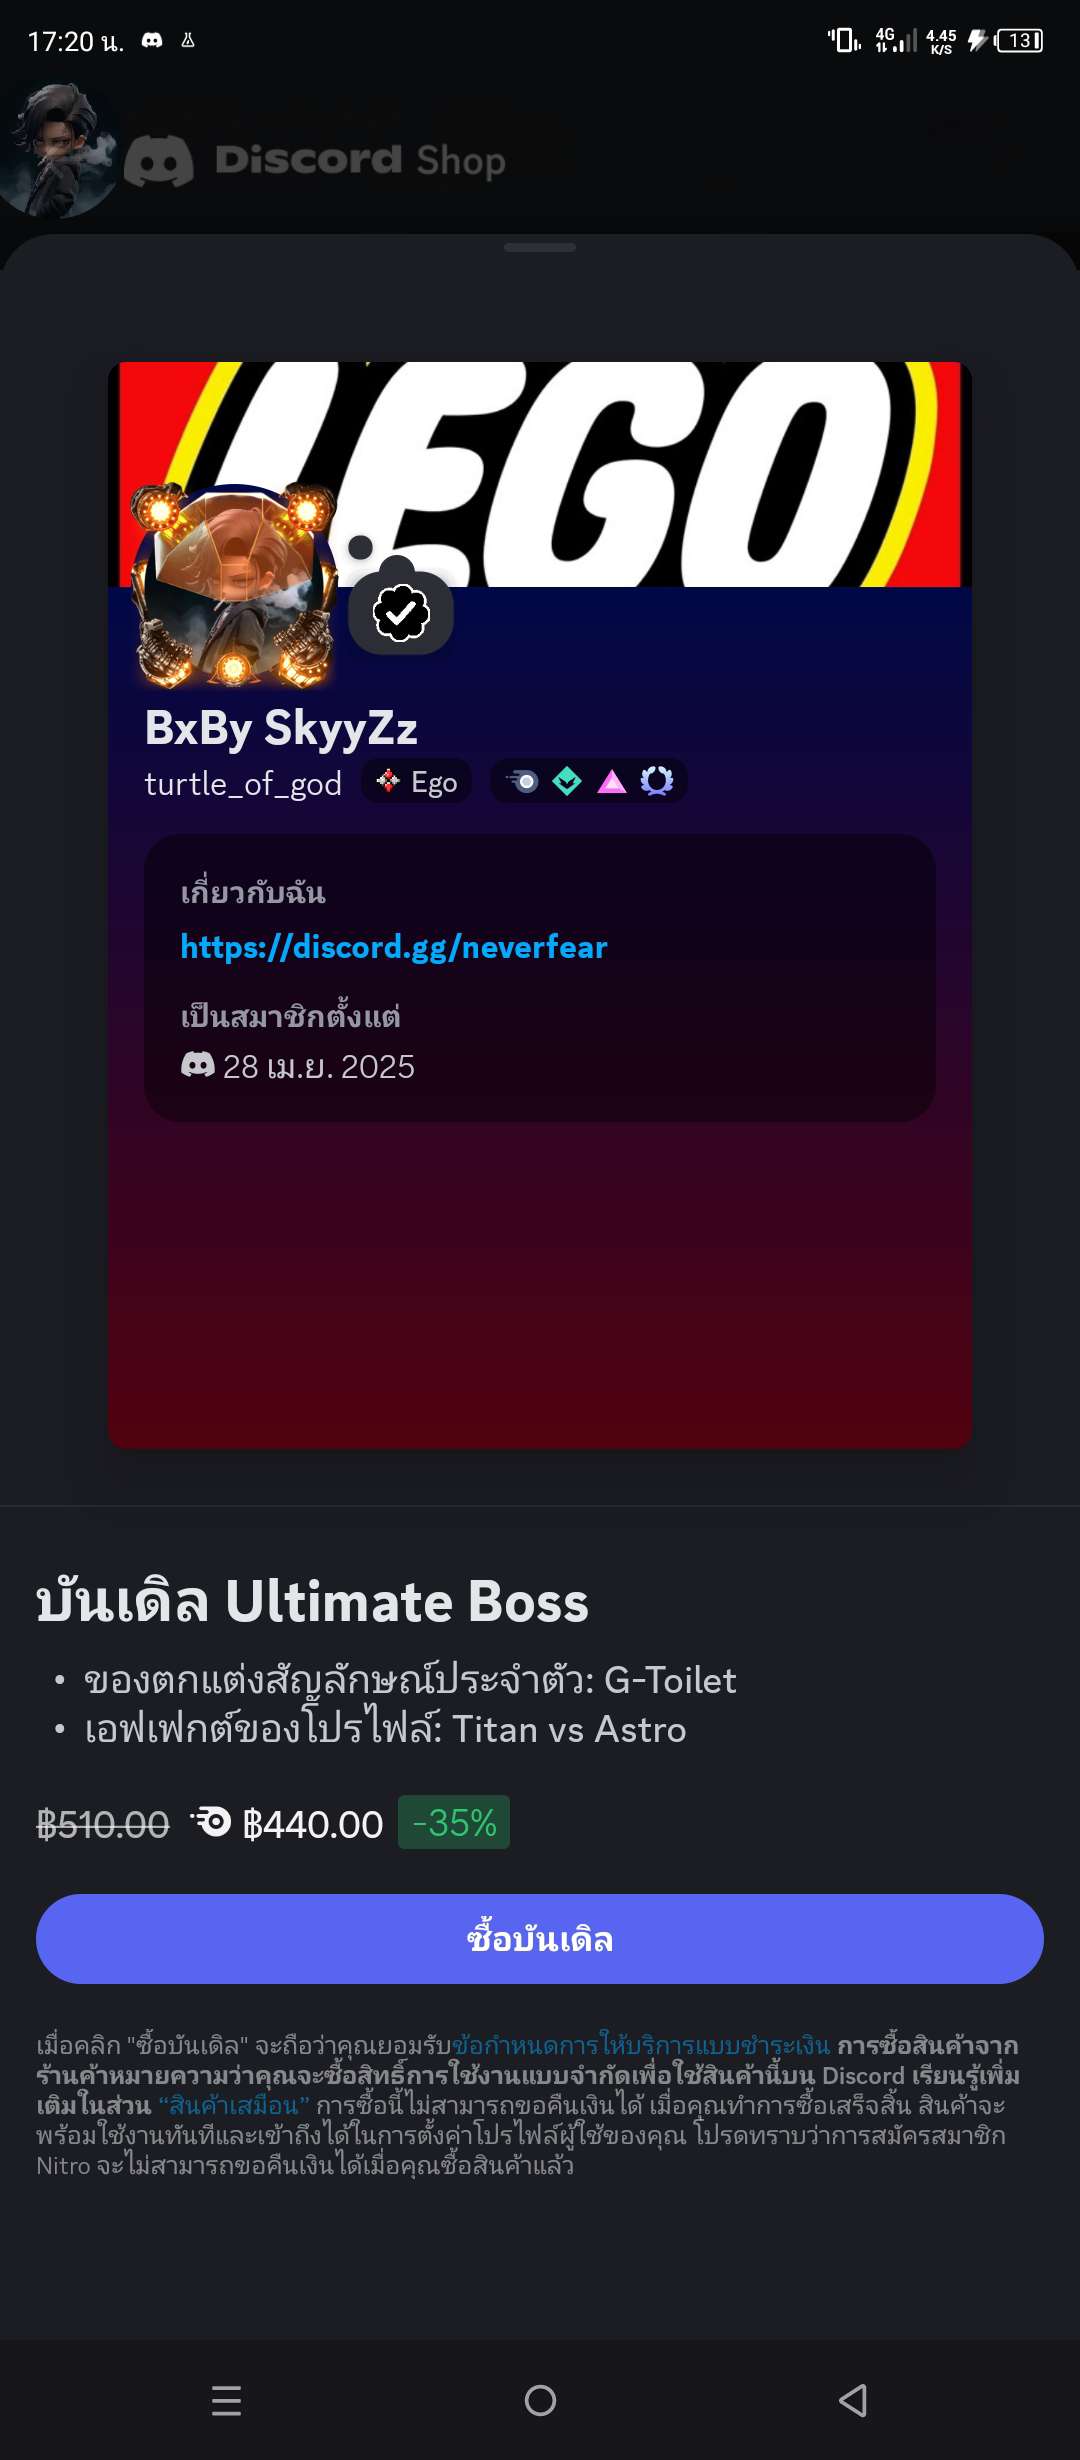 17:20 น.
4G
4.45
K/S
13
Discord Shop
LEGO
BxBy SkyyZz
turtle_of_god
Ego
เกี่ยวกับฉัน
https://discord.gg/neverfear
เป็นสมาชิกตั้งแต่
28 เม.ย. 2025
บันเดิล Ultimate Boss
• ของตกแต่งสัญลักษณ์ประจำตัว: G-Toilet
• เอฟเฟกต์ของโปรไฟล์: Titan vs Astro
฿510.00 ฿440.00 -35%
ซื้อบันเดิล
เมื่อคลิก "ซื้อบันเดิล" จะถือว่าคุณยอมรับข้อกำหนดการให้บริการแบบชำระเงิน การซื้อสินค้าจาก
ร้านค้าหมายความว่าคุณจะซื้อสิทธิ์การใช้งานแบบจำกัดเพื่อใช้สินค้านี้บน Discord เรียนรู้เพิ่ม
เติมในส่วน “สินค้าเสมือน” การซื้อนี้ไม่สามารถขอคืนเงินได้ เมื่อคุณทำการซื้อเสร็จสิ้น สินค้าจะ
พร้อมใช้งานทันทีและเข้าถึงได้ในการตั้งค่าโปรไฟล์ผู้ใช้ของคุณ โปรดทราบว่าการสมัครสมาชิก
Nitro จะไม่สามารถขอคืนเงินได้เมื่อคุณซื้อสินค้าแล้ว